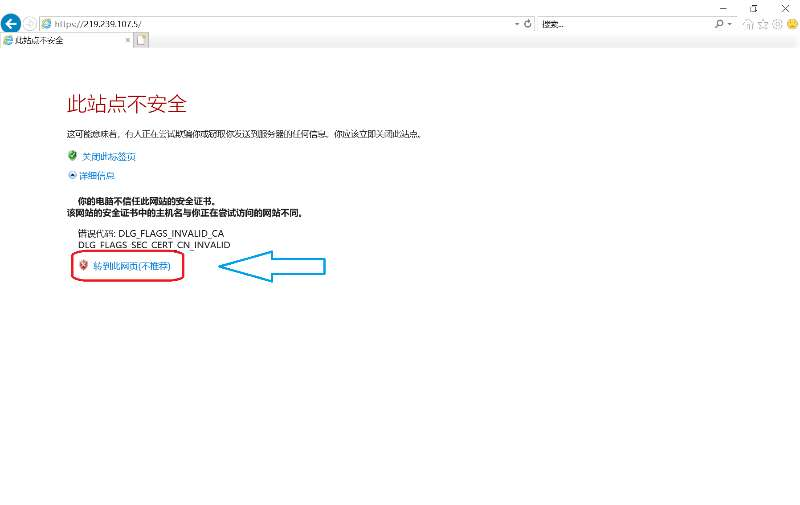 https://219.239.107.5/
搜索...
此站点不安全
此站点不安全
这可能意味着，有人正在尝试欺骗你或窃取你发送到服务器的任何信息。你应该立即关闭此站点。
关闭此标签页
详细信息
你的电脑不信任此网站的安全证书。
该网站的安全证书中的主机名与你正在尝试访问的网站不同。
错误代码: DLG_FLAGS_INVALID_CA
DLG_FLAGS_SEC_CERT_CN_INVALID
转到此网页(不推荐)